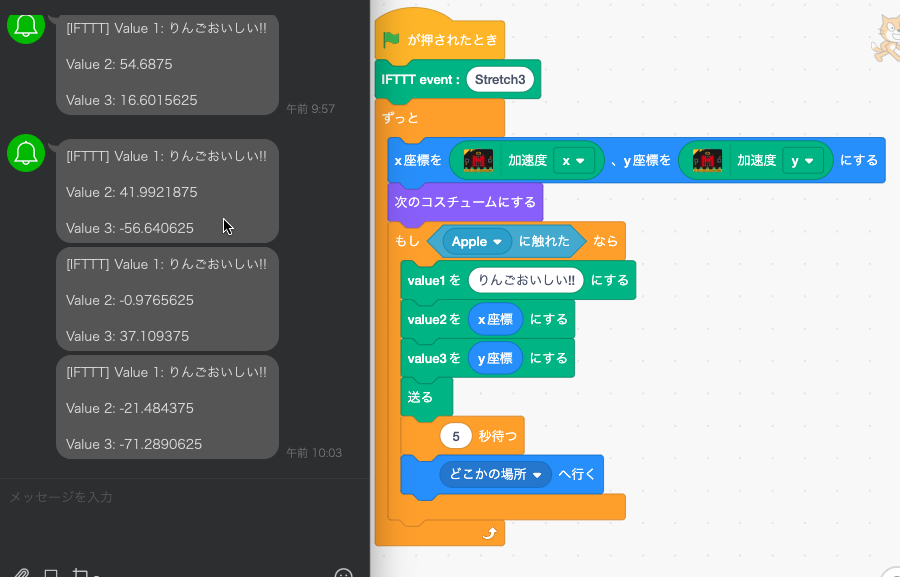 [IFTTT] Value 1: りんごおいしい!!
Value 2: 54.6875
Value 3: 16.6015625
午前 9:57
[IFTTT] Value 1: りんごおいしい!!
Value 2: 41.9921875
Value 3: -56.640625
[IFTTT] Value 1: りんごおいしい!!
Value 2: -0.9765625
Value 3: 37.109375
[IFTTT] Value 1: りんごおいしい!!
Value 2: -21.484375
Value 3: -71.2890625
午前 10:03
メッセージを入力
が押されたとき
IFTTT event : Stretch3
ずっと
x座標を 加速度 x 、y座標を 加速度 y にする
次のコスチュームにする
もし Apple に触れた なら
value1 を りんごおいしい!! にする
value2 を x座標 にする
value3 を y座標 にする
送る
5 秒待つ
どこかの場所 へ行く